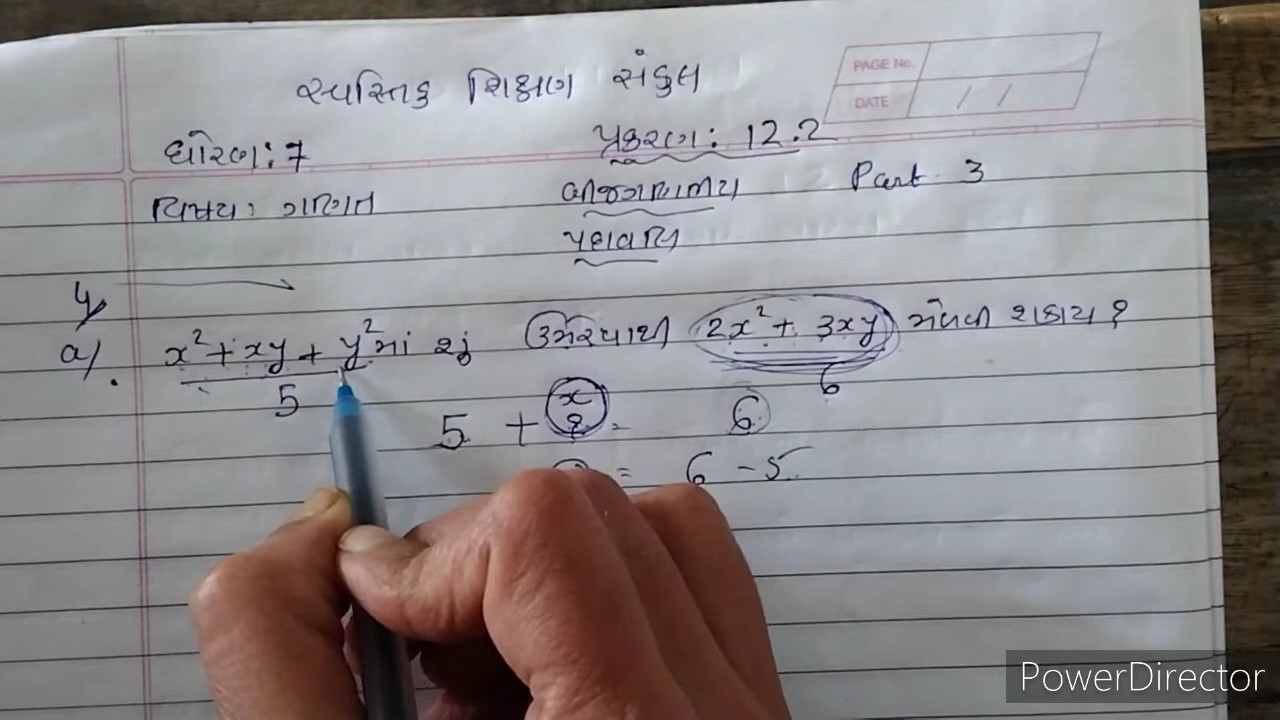 સ્વસ્તિક શિક્ષણ સંકુલ
PAGE No.
DATE / /
ધોરણ: 7 પ્રકરણ: 12.2
વિષય: ગણિત બીજગણિતીય Part 3
પદાવલિ
4
a). x² + xy + y² માં શું ઉમેરવાથી 2x² + 3xy મેળવી શકાય ?
5 6
5 + x ? = 6
= 6 - 5
PowerDirector